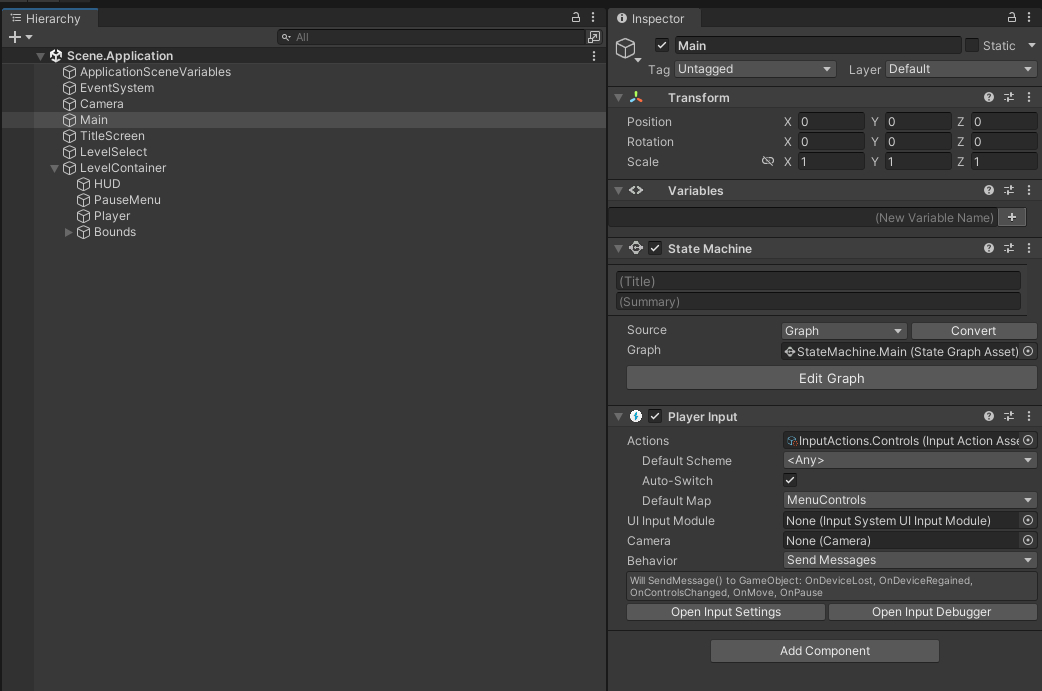 Hierarchy
All
Scene.Application
ApplicationSceneVariables
EventSystem
Camera
Main
TitleScreen
LevelSelect
LevelContainer
HUD
PauseMenu
Player
Bounds
Inspector
Main
Static
Tag Untagged Layer Default
Transform
Position X 0 Y 0 Z 0
Rotation X 0 Y 0 Z 0
Scale X 1 Y 1 Z 1
Variables
(New Variable Name) +
State Machine
(Title)
(Summary)
Source Graph Convert
Graph StateMachine.Main (State Graph Asset)
Edit Graph
Player Input
Actions InputActions.Controls (Input Action Asse
Default Scheme <Any>
Auto-Switch
Default Map MenuControls
UI Input Module None (Input System UI Input Module)
Camera None (Camera)
Behavior Send Messages
Will SendMessage() to GameObject: OnDeviceLost, OnDeviceRegained,
OnControlsChanged, OnMove, OnPause
Open Input Settings Open Input Debugger
Add Component